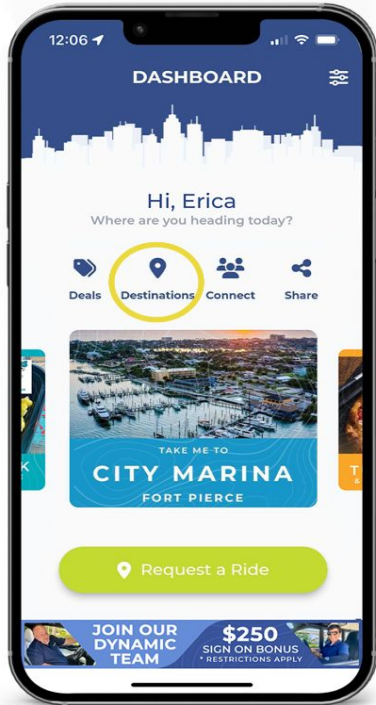 12:06
DASHBOARD
Hi, Erica
Where are you heading today?
Deals Destinations Connect Share
K
TAKE ME TO
CITY MARINA
FORT PIERCE
T
&
Request a Ride
JOIN OUR
DYNAMIC
TEAM
$250
SIGN ON BONUS
* RESTRICTIONS APPLY